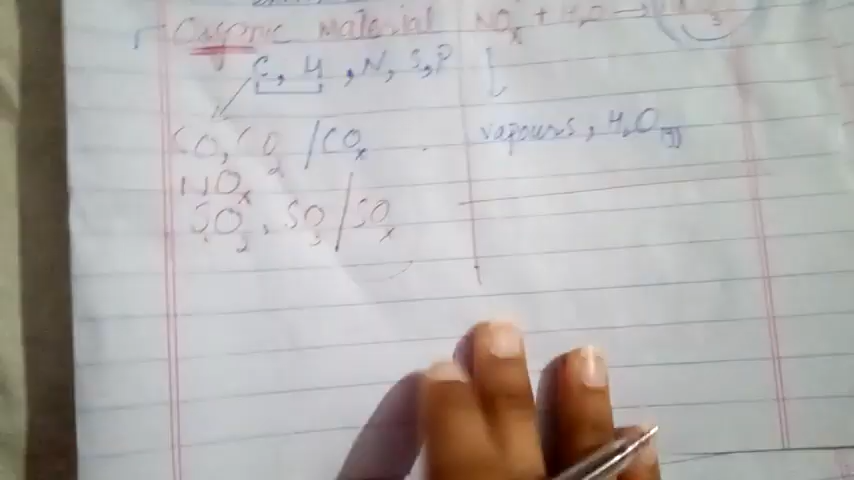 Organic Material NOx + H₂O →
C, H, N, S, P
vapours, H₂O(g)
CO, CO₂ / COx
NOx
SO₂, SO₃ / SOx